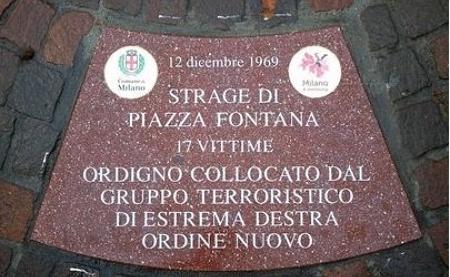 12 dicembre 1969
Comune di
Milano
Milano
STRAGE DI
PIAZZA FONTANA
17 VITTIME
ORDIGNO COLLOCATO DAL
GRUPPO TERRORISTICO
DI ESTREMA DESTRA
ORDINE NUOVO